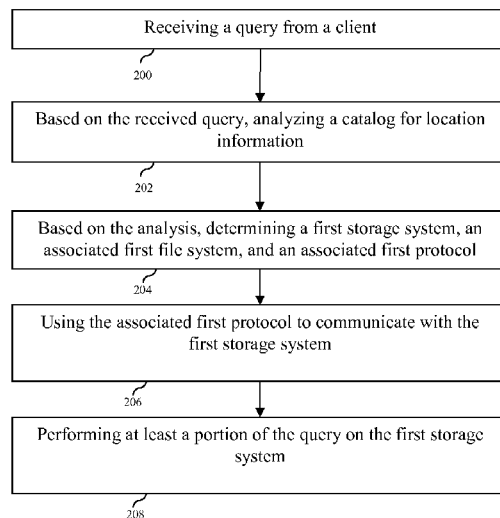 Receiving a query from a client
200
Based on the received query, analyzing a catalog for location
information
202
Based on the analysis, determining a first storage system, an
associated first file system, and an associated first protocol
204
Using the associated first protocol to communicate with the
first storage system
206
Performing at least a portion of the query on the first storage
system
208